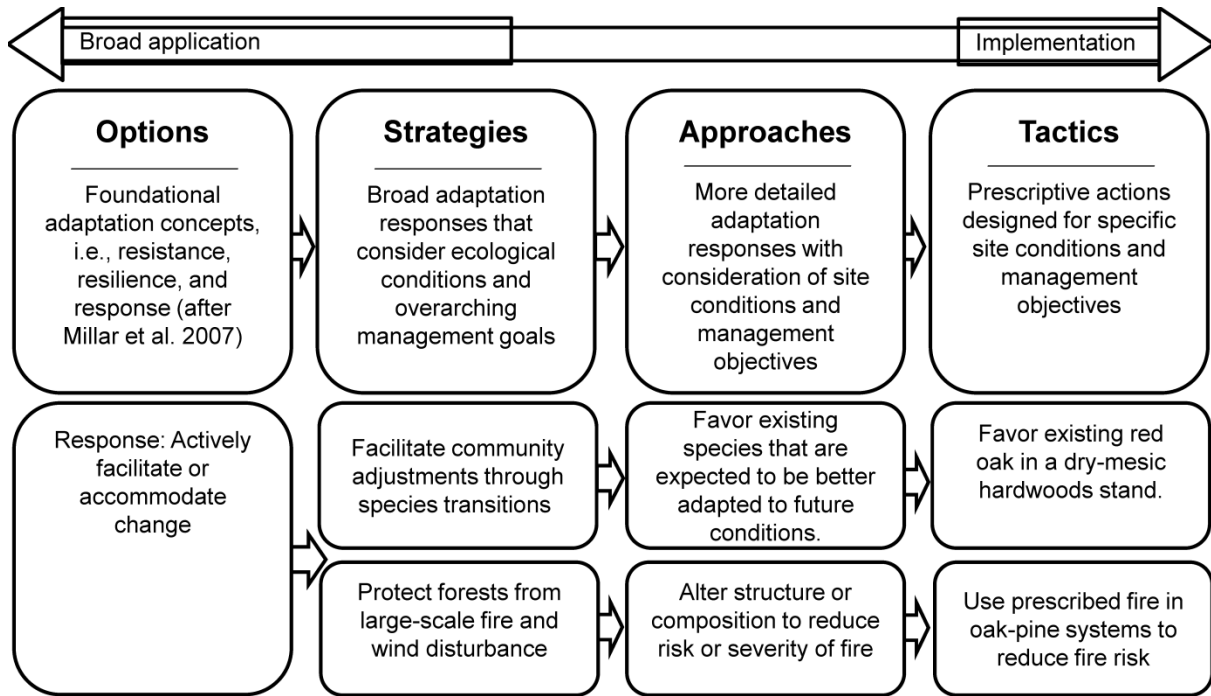 Broad application
Implementation
Options
Foundational
adaptation concepts,
i.e., resistance,
resilience, and
response (after
Millar et al. 2007)
Strategies
Broad adaptation
responses that
consider ecological
conditions and
overarching
management goals
Approaches
More detailed
adaptation
responses with
consideration of site
conditions and
management
objectives
Tactics
Prescriptive actions
designed for specific
site conditions and
management
objectives
Response: Actively
facilitate or
accommodate
change
Facilitate community
adjustments through
species transitions
Favor existing
species that are
expected to be better
adapted to future
conditions.
Favor existing red
oak in a dry-mesic
hardwoods stand.
Protect forests from
large-scale fire and
wind disturbance
Alter structure or
composition to reduce
risk or severity of fire
Use prescribed fire in
oak-pine systems to
reduce fire risk